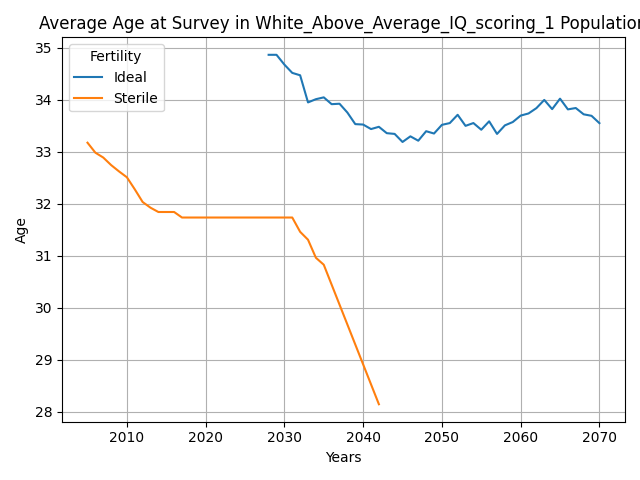 Average Age at Survey in White_Above_Average_IQ_scoring_1 Population
Fertility
Ideal
Sterile
35
34
33
32
31
30
29
28
Age
2010 2020 2030 2040 2050 2060 2070
Years